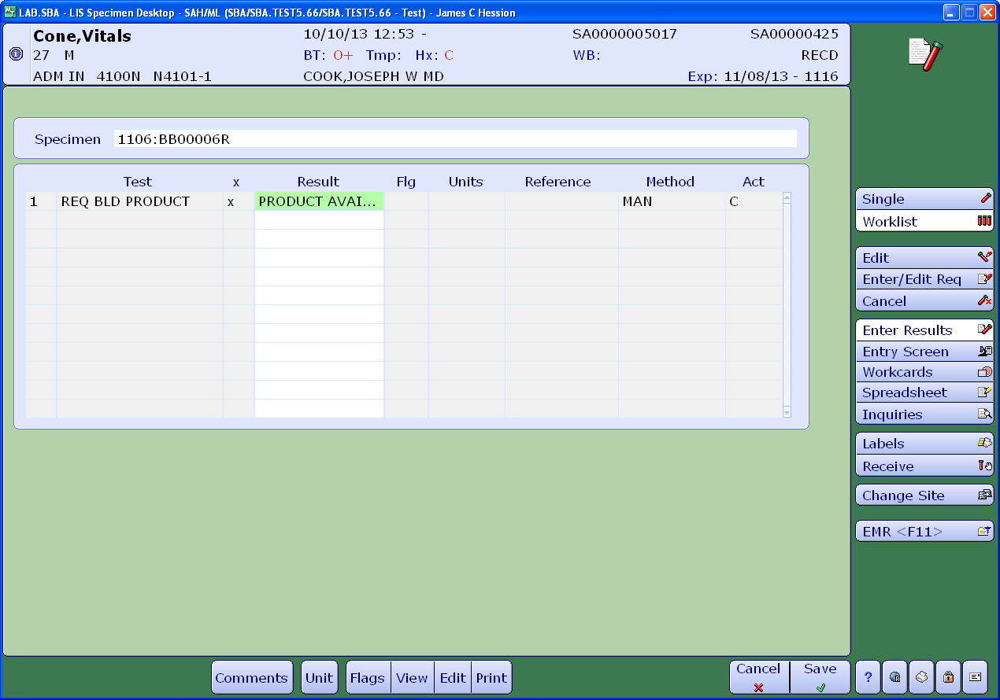 LAB.SBA - LIS Specimen Desktop - SAH/ML (SBA/SBA.TEST5.66/SBA.TEST5.66 - Test) - James C Hession
Cone,Vitals 10/10/13 12:53 - SA0000005017 SA00000425
27 M BT: O+ Tmp: Hx: C WB: RECD
ADM IN 4100N N4101-1 COOK,JOSEPH W MD Exp: 11/08/13 - 1116
Specimen 1106:BB00006R
Test x Result Flg Units Reference Method Act
1 REQ BLD PRODUCT x PRODUCT AVAI... MAN C
Single
Worklist
Edit
Enter/Edit Req
Cancel
Enter Results
Entry Screen
Workcards
Spreadsheet
Inquiries
Labels
Receive
Change Site
EMR <F11>
Comments Unit Flags View Edit Print Cancel Save ?